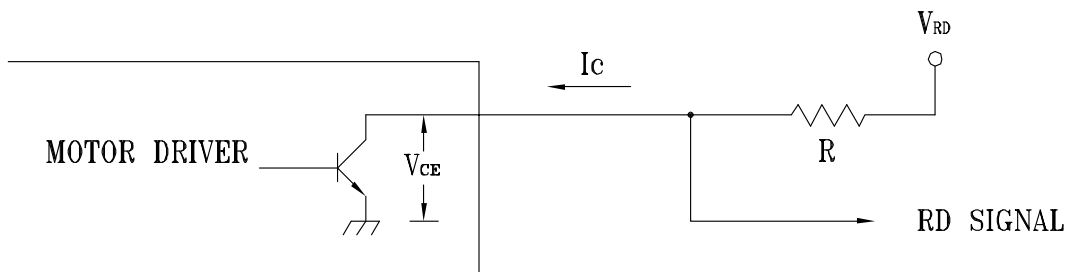 V_RD
Ic
R
MOTOR DRIVER
V_CE
RD SIGNAL